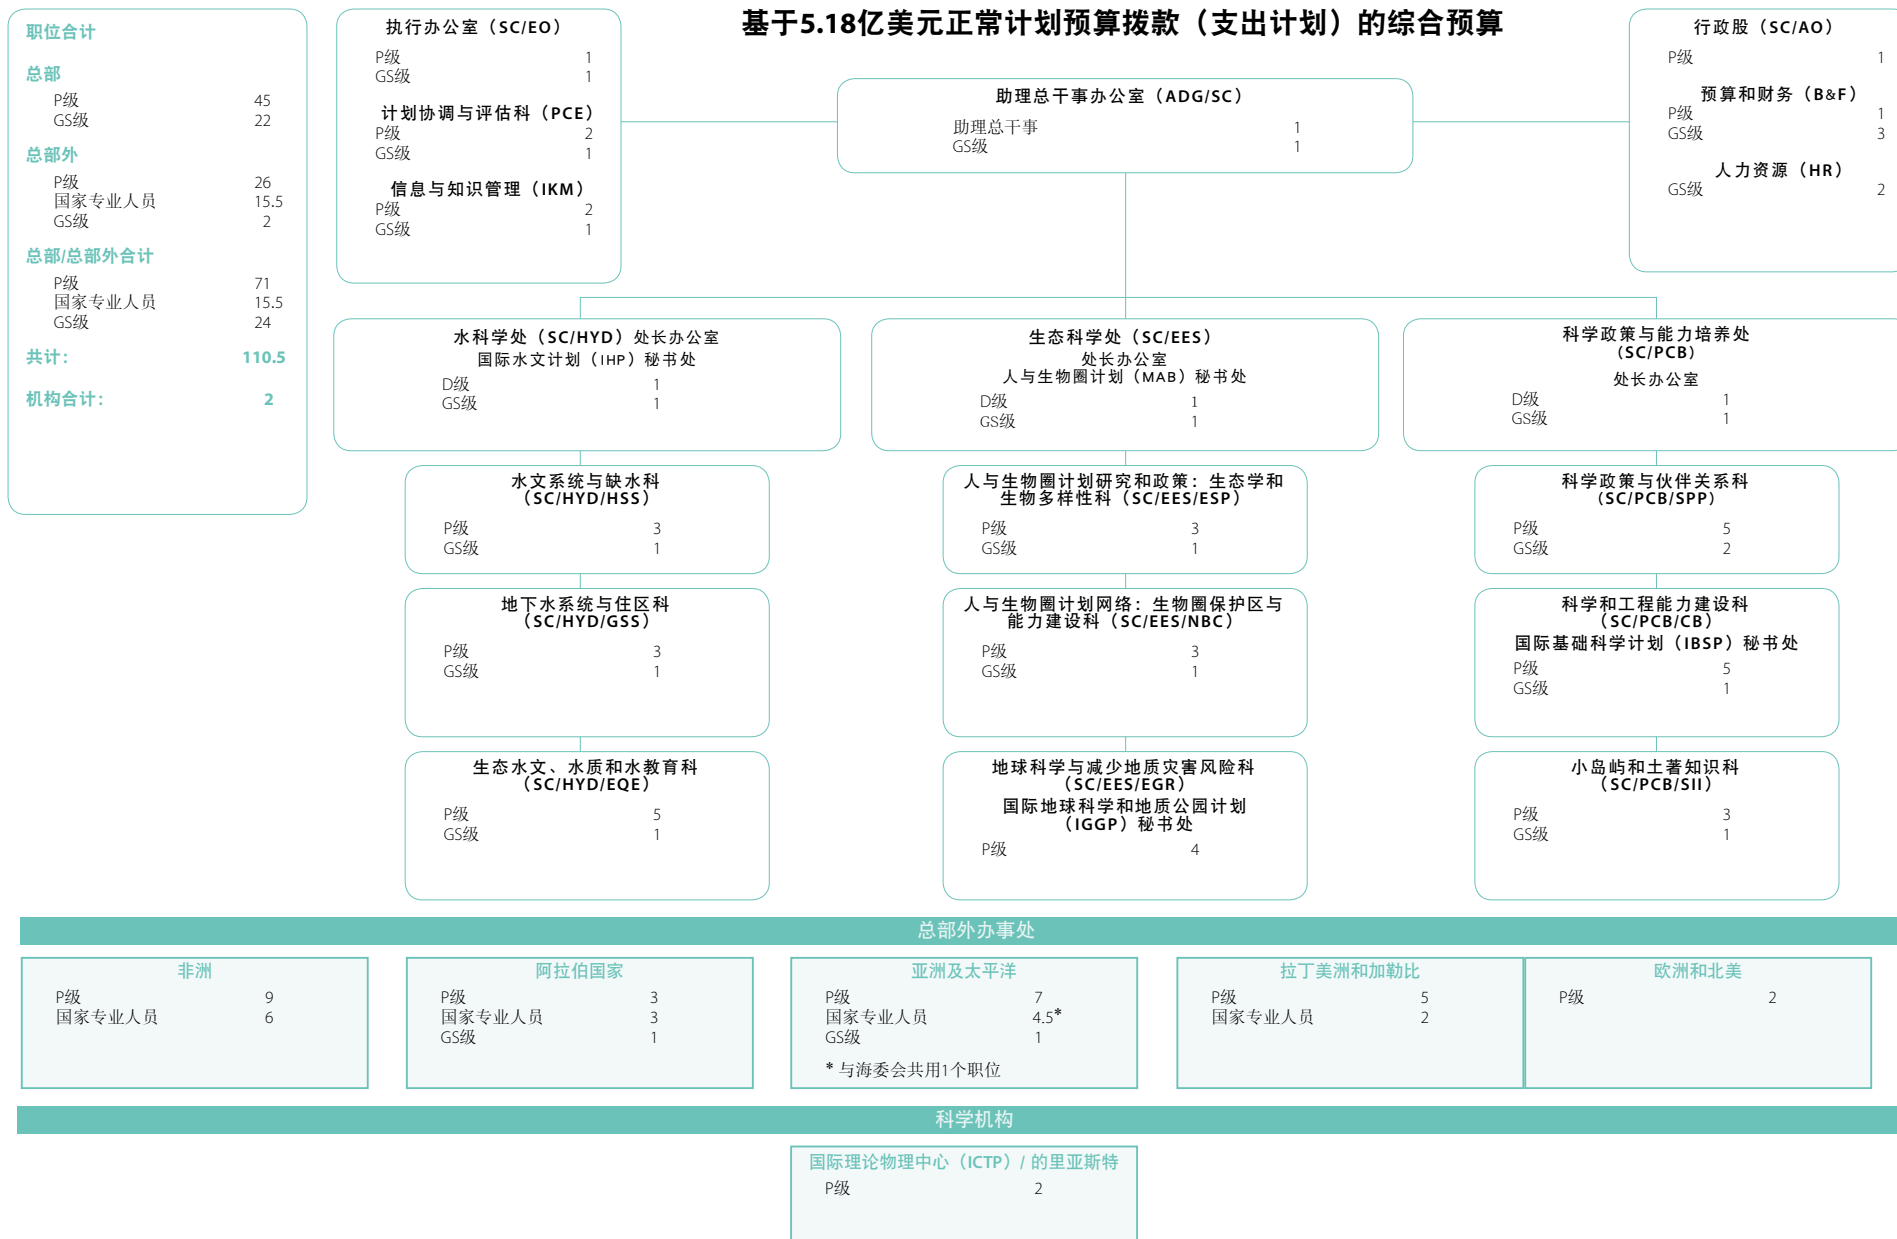 基于5.18亿美元正常计划预算拨款（支出计划）的综合预算
职位合计
总部
P级 45
GS级 22
总部外
P级 26
国家专业人员 15.5
GS级 2
总部/总部外合计
P级 71
国家专业人员 15.5
GS级 24
共计： 110.5
机构合计： 2
执行办公室（SC/EO）
P级 1
GS级 1
计划协调与评估科（PCE）
P级 2
GS级 1
信息与知识管理（IKM）
P级 2
GS级 1
助理总干事办公室（ADG/SC）
助理总干事 1
GS级 1
行政股（SC/AO）
P级 1
预算和财务（B&F）
P级 1
GS级 3
人力资源（HR）
GS级 2
水科学处（SC/HYD）处长办公室
国际水文计划（IHP）秘书处
D级 1
GS级 1
生态科学处（SC/EES）
处长办公室
人与生物圈计划（MAB）秘书处
D级 1
GS级 1
科学政策与能力培养处
(SC/PCB)
处长办公室
D级 1
GS级 1
水文系统与缺水科
（SC/HYD/HSS）
P级 3
GS级 1
人与生物圈计划研究和政策：生态学和
生物多样性科（SC/EES/ESP）
P级 3
GS级 1
科学政策与伙伴关系科
(SC/PCB/SPP)
P级 5
GS级 2
地下水系统与住区科
（SC/HYD/GSS）
P级 3
GS级 1
人与生物圈计划网络：生物圈保护区与
能力建设科（SC/EES/NBC）
P级 3
GS级 1
科学和工程能力建设科
（SC/PCB/CB）
国际基础科学计划（IBSP）秘书处
P级 5
GS级 1
生态水文、水质和水教育科
（SC/HYD/EQE）
P级 5
GS级 1
地球科学与减少地质灾害风险科
（SC/EES/EGR）
国际地球科学和地质公园计划
（IGGP）秘书处
P级 4
小岛屿和土著知识科
（SC/PCB/SII）
P级 3
GS级 1
总部外办事处
非洲
P级 9
国家专业人员 6
阿拉伯国家
P级 3
国家专业人员 3
GS级 1
亚洲及太平洋
P级 7
国家专业人员 4.5*
GS级 1
* 与海委会共用1个职位
拉丁美洲和加勒比
P级 5
国家专业人员 2
欧洲和北美
P级 2
科学机构
国际理论物理中心（ICTP）/ 的里亚斯特
P级 2